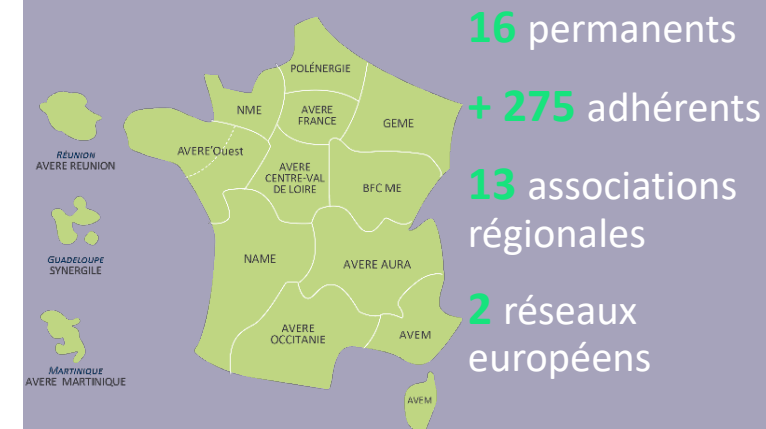 POLÉNERGIE
NME
AVERE
FRANCE
GEME
AVERE'Ouest
AVERE
CENTRE-VAL
DE LOIRE
BFC ME
NAME
AVERE AURA
AVERE
OCCITANIE
AVEM
AVEM
RÉUNION
AVERE REUNION
GUADELOUPE
SYNERGILE
MARTINIQUE
AVERE MARTINIQUE
16 permanents
+ 275 adhérents
13 associations
régionales
2 réseaux
européens